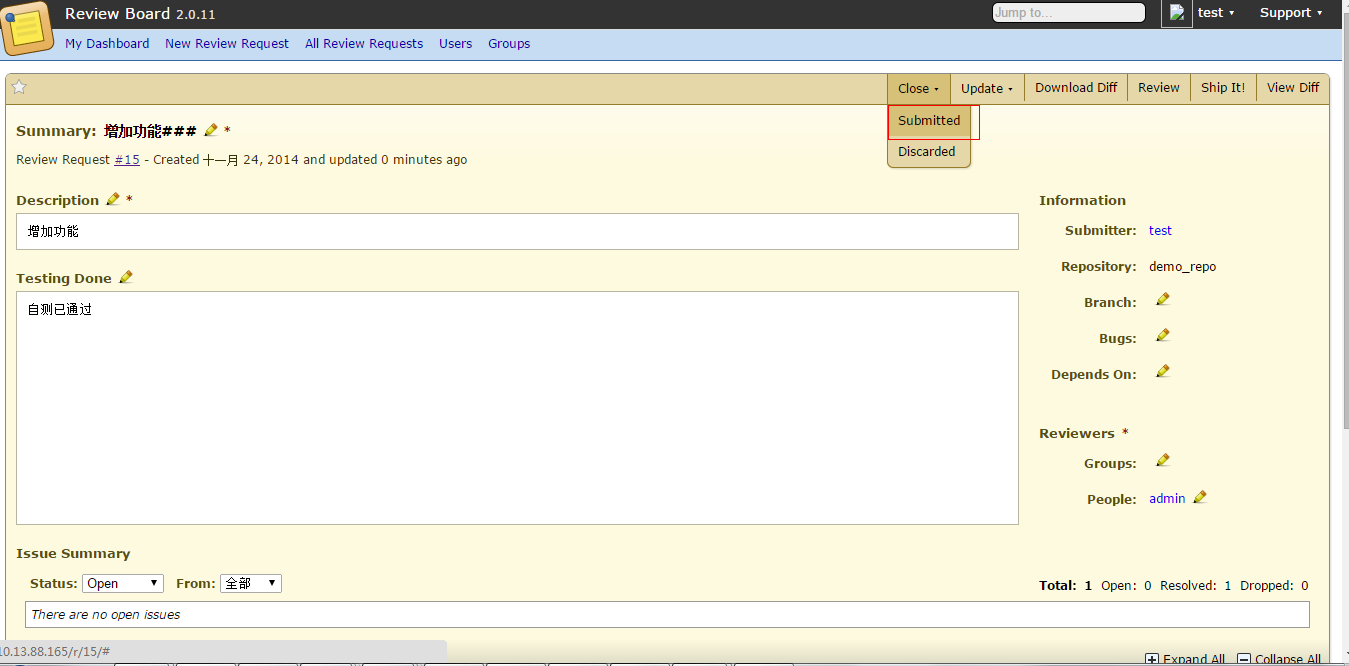 Review Board 2.0.11
Jump to...
test
Support
My Dashboard New Review Request All Review Requests Users Groups
Close Update Download Diff Review Ship It! View Diff
Submitted
Discarded
Summary: 增加功能### *
Review Request #15 - Created 十一月 24, 2014 and updated 0 minutes ago
Description *
增加功能
Testing Done
自测已通过
Information
Submitter: test
Repository: demo_repo
Branch:
Bugs:
Depends On:
Reviewers *
Groups:
People: admin
Issue Summary
Status: Open From: 全部
Total: 1 Open: 0 Resolved: 1 Dropped: 0
There are no open issues
10.13.88.165/r/15/#
Expand All Collapse All